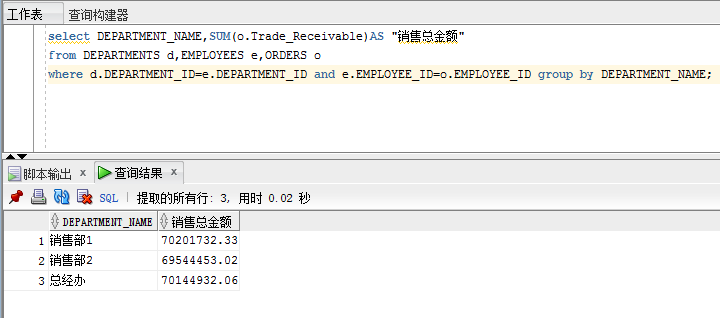 工作表 查询构建器
select DEPARTMENT_NAME,SUM(o.Trade_Receivable)AS "销售总金额"
from DEPARTMENTS d,EMPLOYEES e,ORDERS o
where d.DEPARTMENT_ID=e.DEPARTMENT_ID and e.EMPLOYEE_ID=o.EMPLOYEE_ID group by DEPARTMENT_NAME;
脚本输出 x 查询结果 x
SQL | 提取的所有行: 3, 用时 0.02 秒
DEPARTMENT_NAME 销售总金额
1 销售部1 70201732.33
2 销售部2 69544453.02
3 总经办 70144932.06